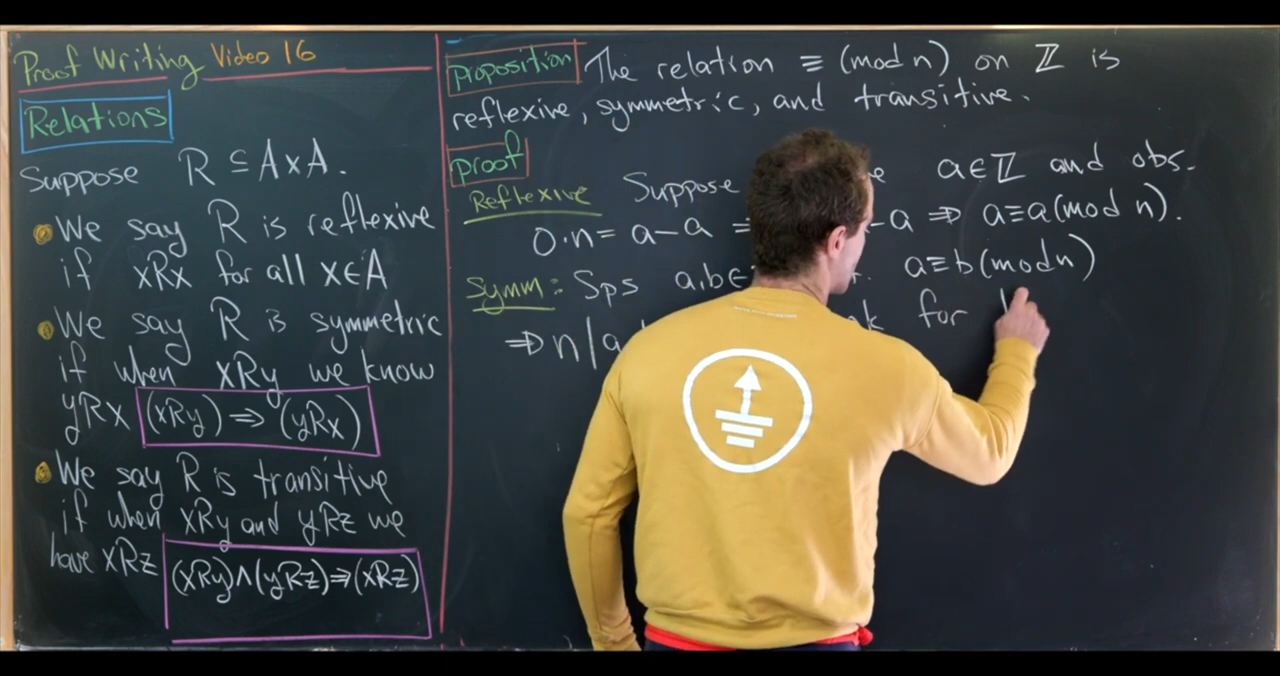 Proof Writing Video 16
Relations
Suppose R ⊆ A×A.
We say R is reflexive
if xRx for all x∈A
We say R is symmetric
if when xRy we know
yRx (xRy) ⇒ (yRx)
We say R is transitive
if when xRy and yRz we
have xRz
(xRy)∧(yRz)⇒(xRz)
proposition The relation ≡ (mod n) on ℤ is
reflexive, symmetric, and transitive.
proof
Reflexive Suppose a∈ℤ and obs.
0·n = a-a -a ⇒ a≡a(mod n).
Symm: Sps a,b∈ a≡b(mod n)
⇒ n|a for